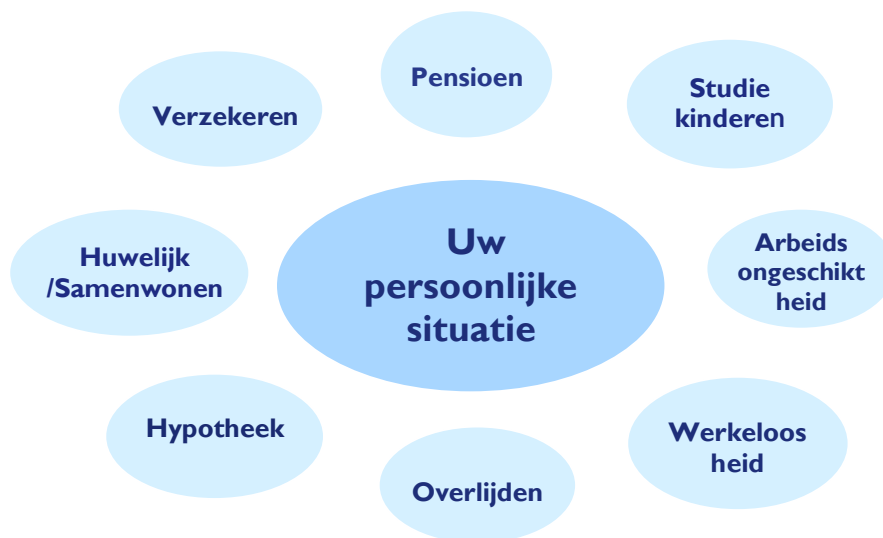 Pensioen
Studie
kinderen
Verzekeren
Uw
persoonlijke
situatie
Arbeids
ongeschikt
heid
Huwelijk
/Samenwonen
Hypotheek
Werkeloos
heid
Overlijden